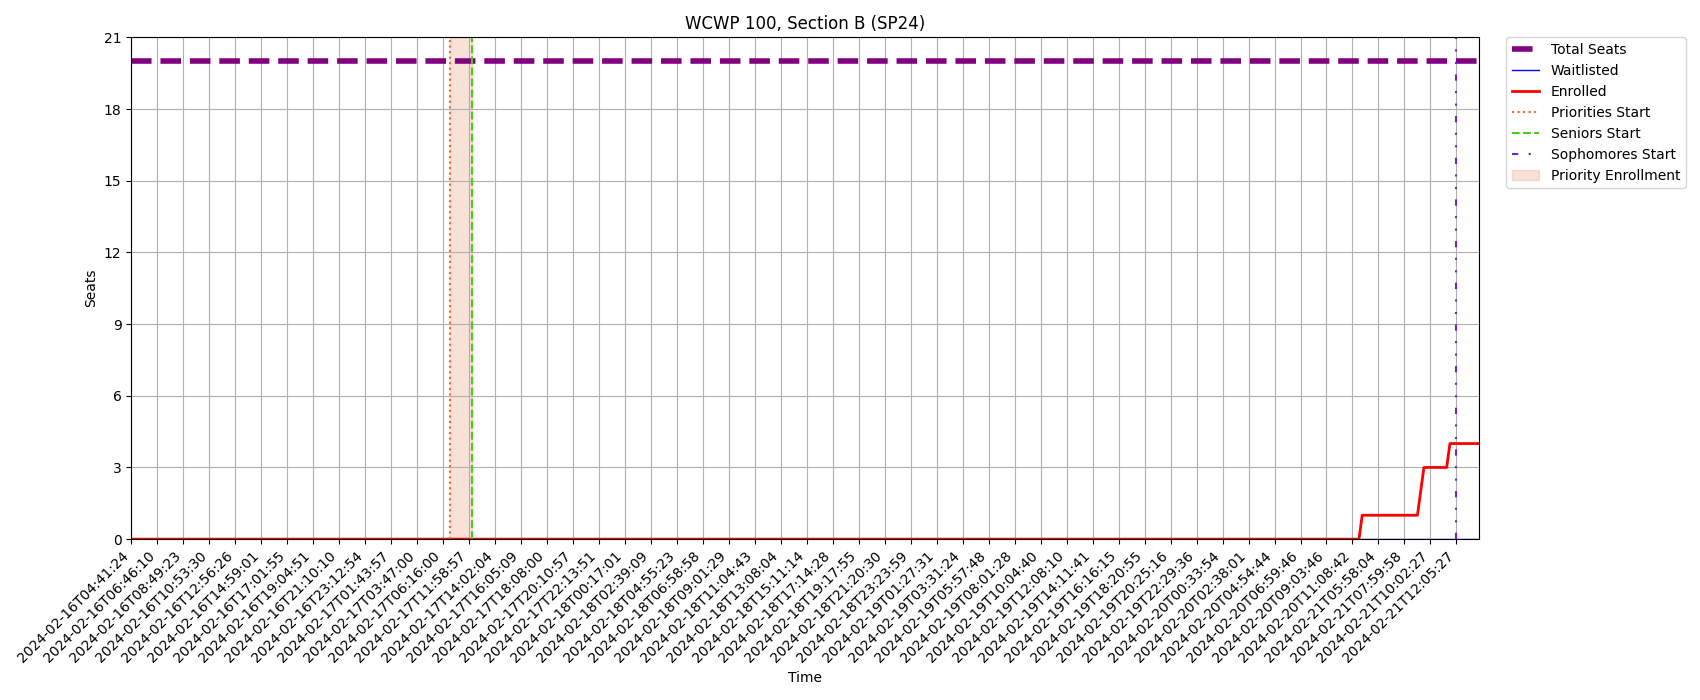 WCWP 100, Section B (SP24)
21
18
15
12
9
6
3
0
Seats
2024-02-16T04:41:24
2024-02-16T06:46:10
2024-02-16T08:49:23
2024-02-16T10:53:30
2024-02-16T12:56:26
2024-02-16T14:59:01
2024-02-16T17:01:55
2024-02-16T19:04:51
2024-02-16T21:10:10
2024-02-16T23:12:54
2024-02-17T01:43:57
2024-02-17T03:47:00
2024-02-17T06:16:00
2024-02-17T11:58:57
2024-02-17T14:02:04
2024-02-17T16:05:09
2024-02-17T18:08:00
2024-02-17T20:10:57
2024-02-17T22:13:51
2024-02-18T00:17:01
2024-02-18T02:39:09
2024-02-18T04:55:23
2024-02-18T06:58:58
2024-02-18T09:01:29
2024-02-18T11:04:43
2024-02-18T13:08:04
2024-02-18T15:11:14
2024-02-18T17:14:28
2024-02-18T19:17:55
2024-02-18T21:20:30
2024-02-18T23:23:59
2024-02-19T01:27:31
2024-02-19T03:31:24
2024-02-19T05:57:48
2024-02-19T08:01:28
2024-02-19T10:04:40
2024-02-19T12:08:10
2024-02-19T14:11:41
2024-02-19T16:16:15
2024-02-19T18:20:55
2024-02-19T20:25:16
2024-02-19T22:29:36
2024-02-20T00:33:54
2024-02-20T02:38:01
2024-02-20T04:54:44
2024-02-20T06:59:46
2024-02-20T09:03:46
2024-02-20T11:08:42
2024-02-21T05:58:04
2024-02-21T07:59:58
2024-02-21T10:02:27
2024-02-21T12:05:27
Time
Total Seats
Waitlisted
Enrolled
Priorities Start
Seniors Start
Sophomores Start
Priority Enrollment